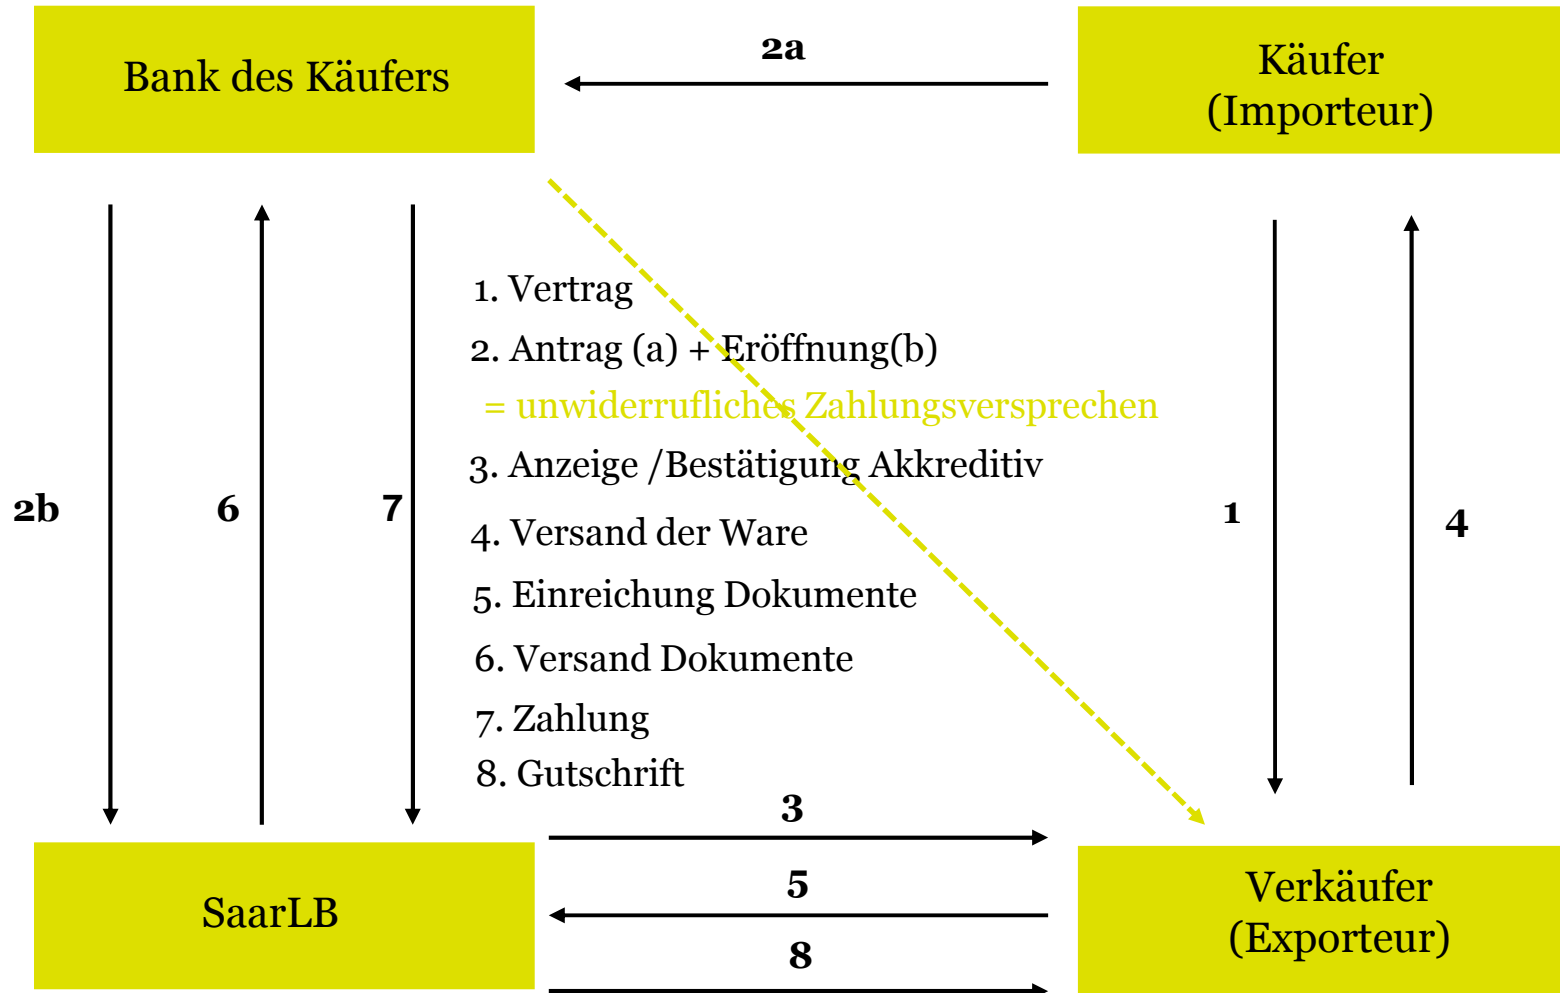 Bank des Käufers
2a
Käufer
(Importeur)
1. Vertrag
2. Antrag (a) + Eröffnung(b)
= unwiderrufliches Zahlungsversprechen
3. Anzeige /Bestätigung Akkreditiv
4. Versand der Ware
5. Einreichung Dokumente
6. Versand Dokumente
7. Zahlung
8. Gutschrift
2b
6
7
1
4
3
5
8
SaarLB
Verkäufer
(Exporteur)